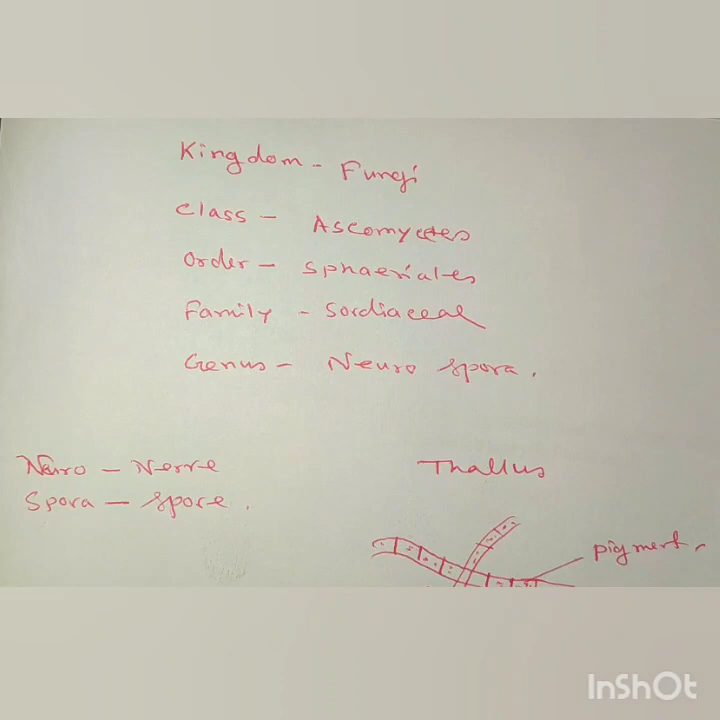 Kingdom - Fungi
Class - Ascomycetes
Order - Sphaeriales
Family - Sordiaceal
Genus - Neuro spora.
Neuro - Nerve
Spora - spore.
Thallus
pigment
InShOt